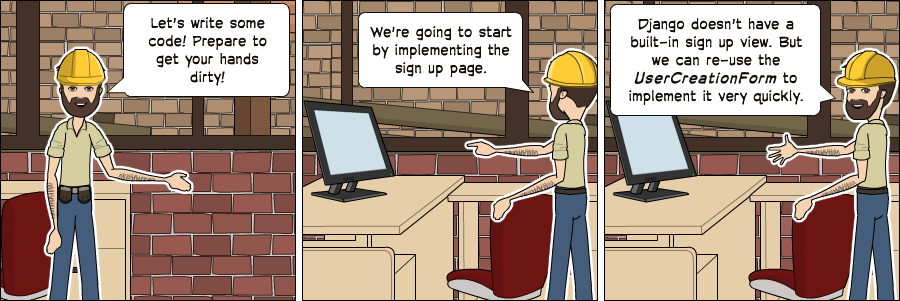 Let's write some
code! Prepare to
get your hands
dirty!
We're going to start
by implementing the
sign up page.
Django doesn't have a
built-in sign up view. But
we can re-use the
UserCreationForm to
implement it very quickly.